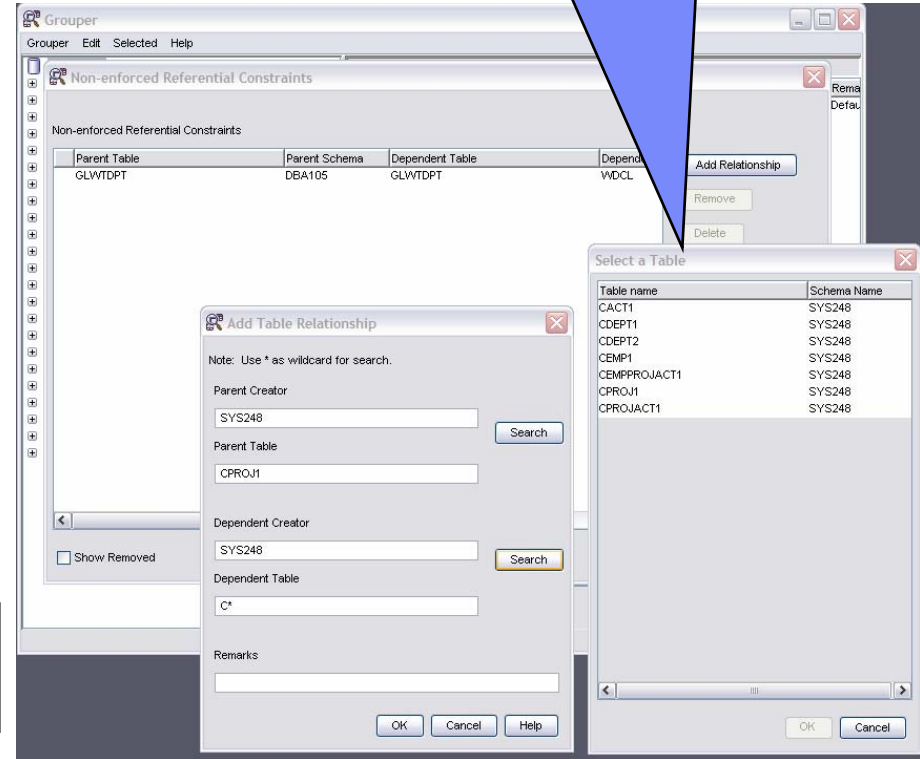 Grouper
Grouper Edit Selected Help
Non-enforced Referential Constraints
Rema
Defau
Non-enforced Referential Constraints
Parent Table Parent Schema Dependent Table Depend
GLWTDPT DBA105 GLWTDPT WDCL
Add Relationship
Remove
Delete
Show Removed
Add Table Relationship
Note: Use * as wildcard for search.
Parent Creator
SYS248
Search
Parent Table
CPROJ1
Dependent Creator
SYS248
Search
Dependent Table
C*
Remarks
OK Cancel Help
Select a Table
Table name Schema Name
CACT1 SYS248
CDEPT1 SYS248
CDEPT2 SYS248
CEMP1 SYS248
CEMPPROJACT1 SYS248
CPROJ1 SYS248
CPROJACT1 SYS248
OK Cancel